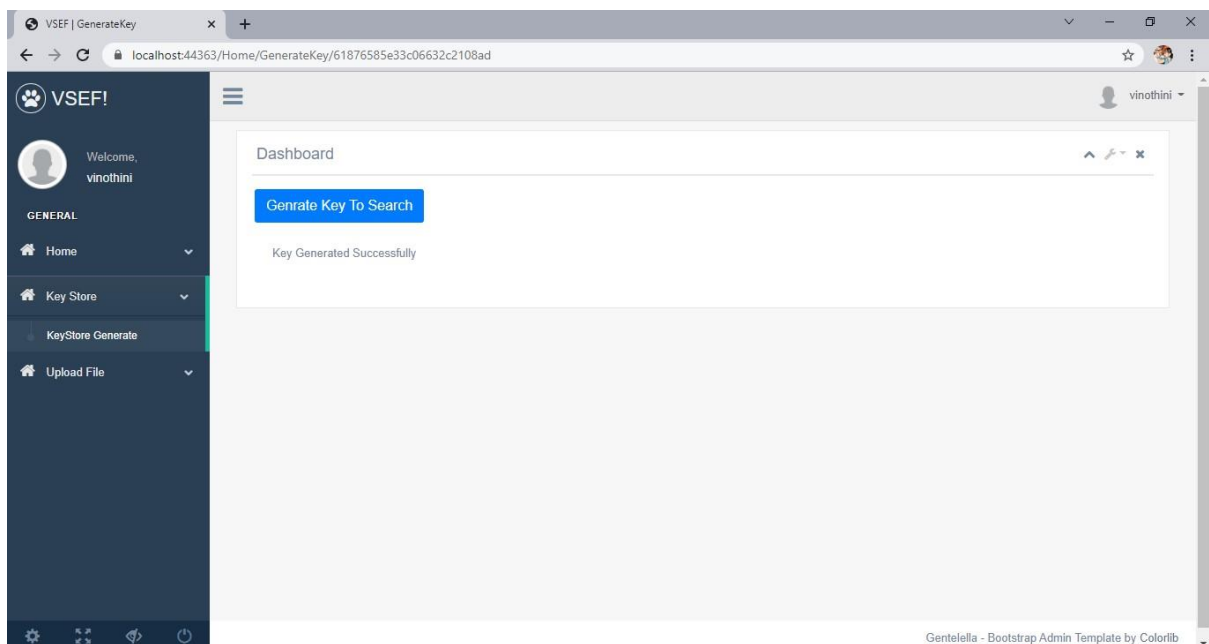 VSEF | GenerateKey
localhost:44363/Home/GenerateKey/61876585e33c06632c2108ad
VSEF!
vinothini
Welcome,
vinothini
GENERAL
Home
Key Store
KeyStore Generate
Upload File
Dashboard
Genrate Key To Search
Key Generated Successfully
Gentelella - Bootstrap Admin Template by Colorlib